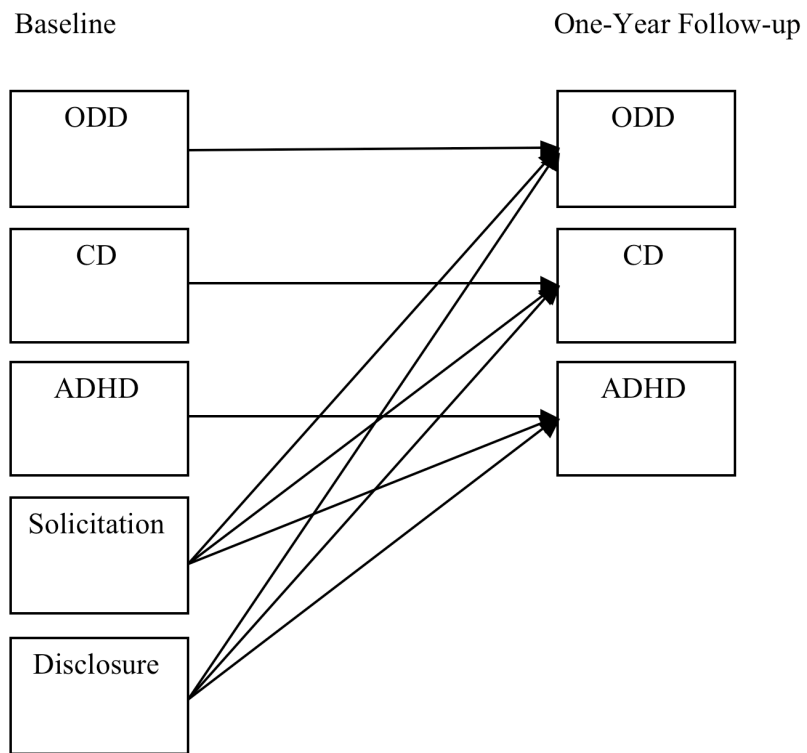 Baseline
One-Year Follow-up
ODD
ODD
CD
CD
ADHD
ADHD
Solicitation
Disclosure